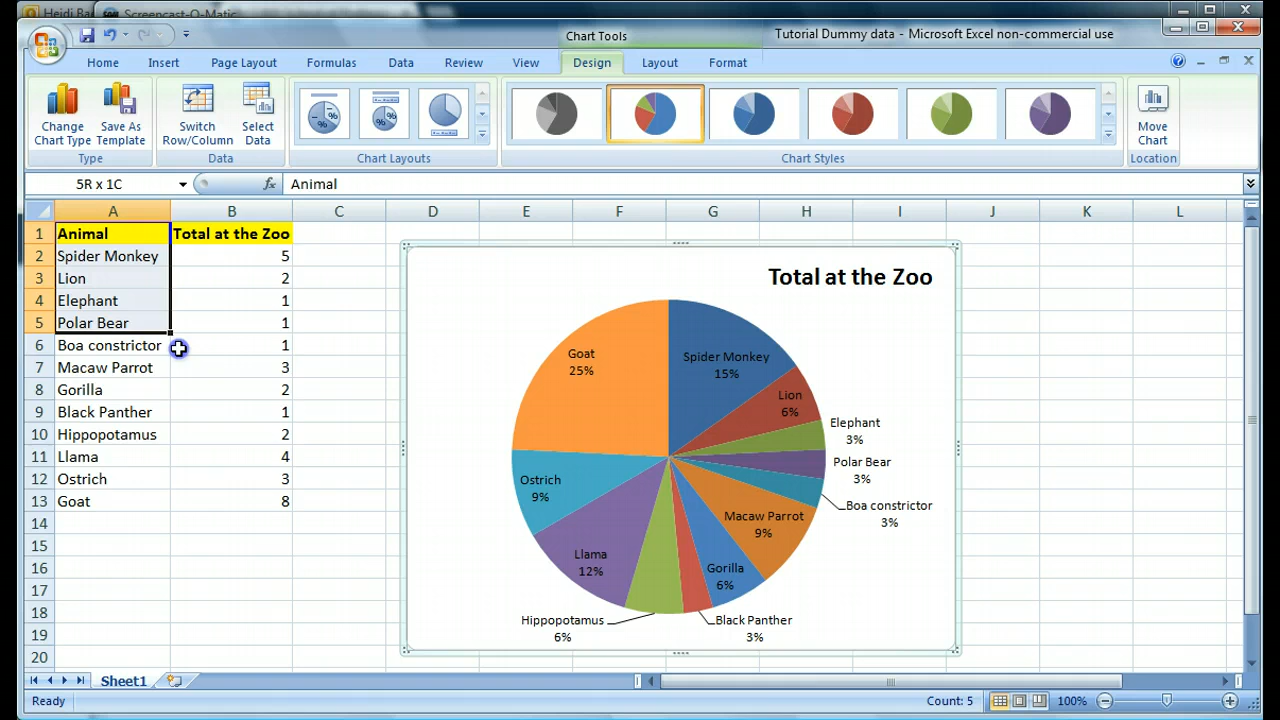 Heidi Ba
Screencast-O-Matic
Chart Tools
Tutorial Dummy data - Microsoft Excel non-commercial use
Home Insert Page Layout Formulas Data Review View Design Layout Format
Change Chart Type
Save As Template
Switch Row/Column
Select Data
Move Chart
Type Data Chart Layouts Chart Styles Location
5R x 1C fx Animal
A B C D E F G H I J K L
1 Animal Total at the Zoo
2 Spider Monkey 5
3 Lion 2
4 Elephant 1
5 Polar Bear 1
6 Boa constrictor 1
7 Macaw Parrot 3
8 Gorilla 2
9 Black Panther 1
10 Hippopotamus 2
11 Llama 4
12 Ostrich 3
13 Goat 8
14
15
16
17
18
19
20
Total at the Zoo
Goat
25%
Spider Monkey
15%
Lion
6%
Elephant
3%
Polar Bear
3%
Boa constrictor
3%
Ostrich
9%
Macaw Parrot
9%
Llama
12%
Gorilla
6%
Hippopotamus
6%
Black Panther
3%
Sheet1
Ready Count: 5 100%